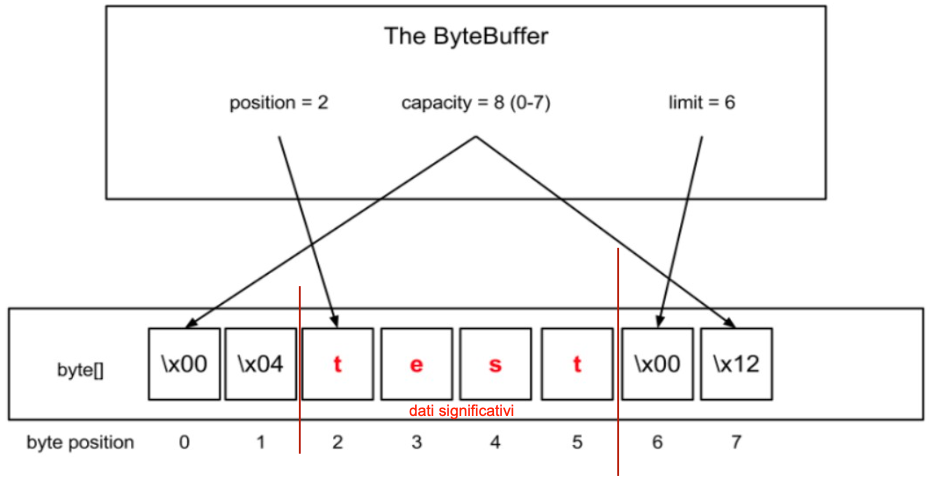 The ByteBuffer
position = 2 capacity = 8 (0-7) limit = 6
byte[] \x00 \x04 t e s t \x00 \x12
dati significativi
byte position 0 1 2 3 4 5 6 7